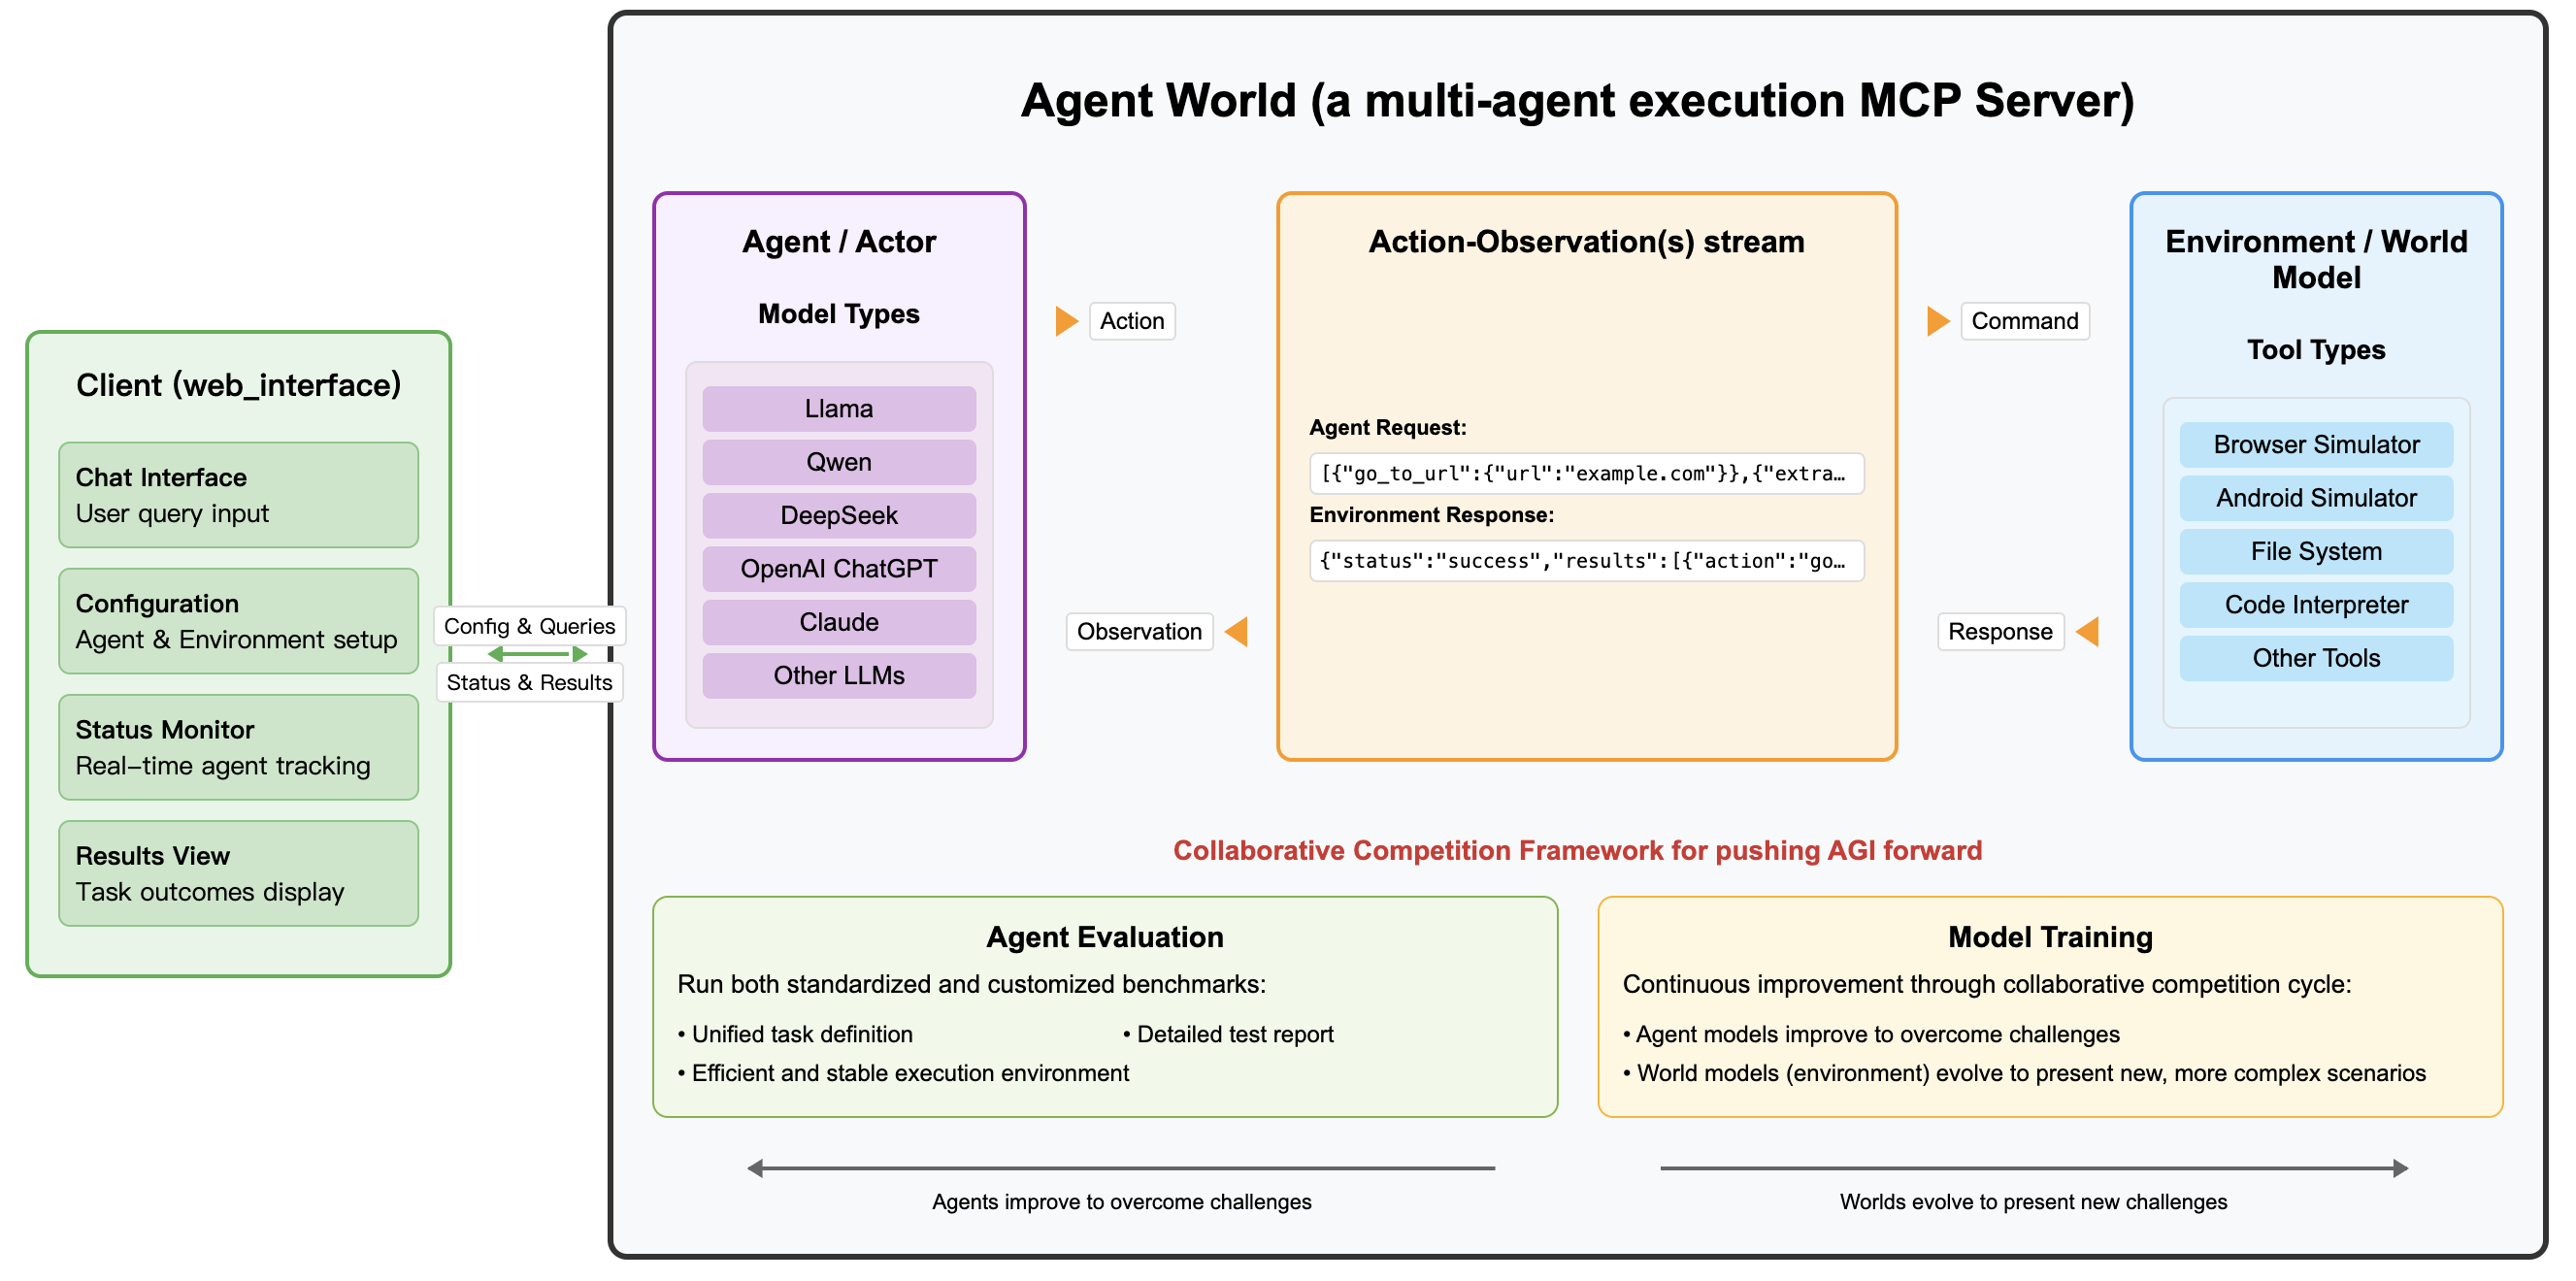 Agent World (a multi-agent execution MCP Server)
Client (web_interface)
Chat Interface
User query input
Configuration
Agent & Environment setup
Status Monitor
Real-time agent tracking
Results View
Task outcomes display
Config & Queries
Status & Results
Agent / Actor
Model Types
Llama
Qwen
DeepSeek
OpenAI ChatGPT
Claude
Other LLMs
Action
Observation
Action-Observation(s) stream
Agent Request:
[{"go_to_url":{"url":"example.com"}},{"extra…
Environment Response:
{"status":"success","results":[{"action":"go…
Command
Response
Environment / World
Model
Tool Types
Browser Simulator
Android Simulator
File System
Code Interpreter
Other Tools
Collaborative Competition Framework for pushing AGI forward
Agent Evaluation
Run both standardized and customized benchmarks:
• Unified task definition
• Detailed test report
• Efficient and stable execution environment
Model Training
Continuous improvement through collaborative competition cycle:
• Agent models improve to overcome challenges
• World models (environment) evolve to present new, more complex scenarios
Agents improve to overcome challenges
Worlds evolve to present new challenges